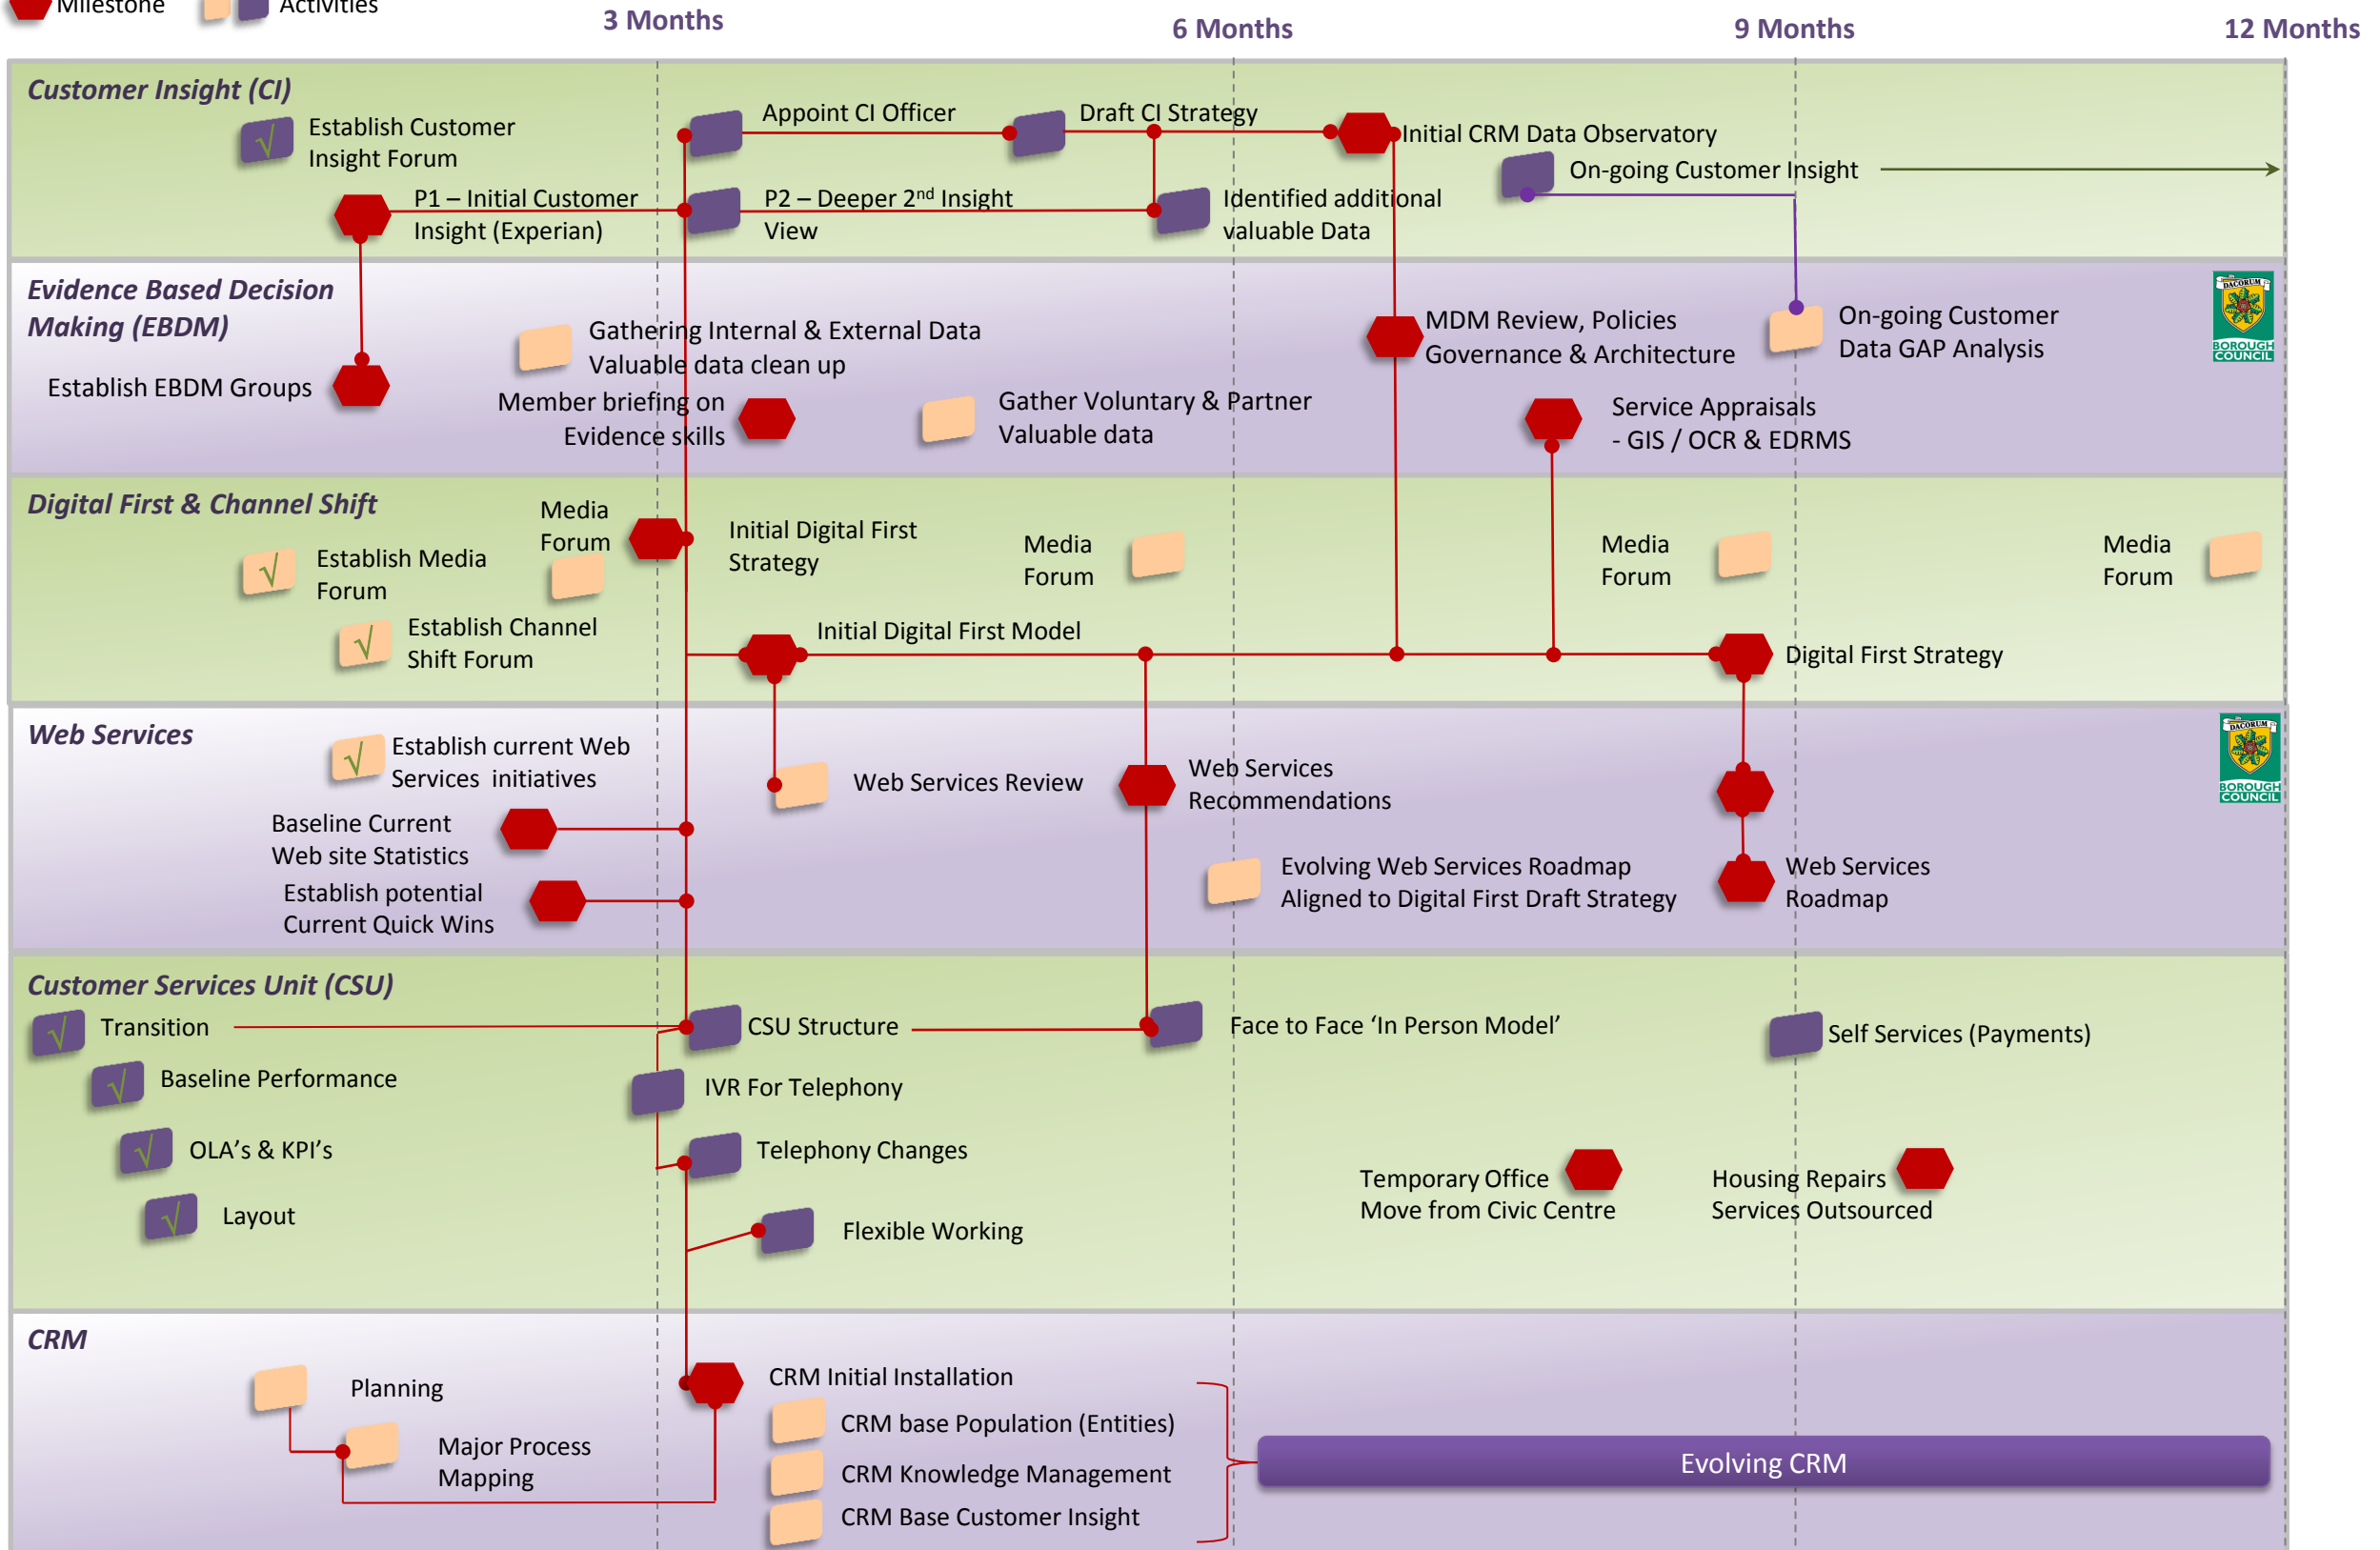 Milestone
Activities
3 Months
6 Months
9 Months
12 Months
Customer Insight (CI)
√
Establish Customer
Insight Forum
Appoint CI Officer
Draft CI Strategy
Initial CRM Data Observatory
On-going Customer Insight
P1 – Initial Customer
Insight (Experian)
P2 – Deeper 2nd Insight
View
Identified additional
valuable Data
Evidence Based Decision
Making (EBDM)
Establish EBDM Groups
Gathering Internal & External Data
Valuable data clean up
Member briefing on
Evidence skills
Gather Voluntary & Partner
Valuable data
MDM Review, Policies
Governance & Architecture
Service Appraisals
- GIS / OCR & EDRMS
On-going Customer
Data GAP Analysis
DACORUM
BOROUGH
COUNCIL
Digital First & Channel Shift
√
Establish Media
Forum
Media
Forum
Initial Digital First
Strategy
Media
Forum
Media
Forum
Media
Forum
√
Establish Channel
Shift Forum
Initial Digital First Model
Digital First Strategy
Web Services
√
Establish current Web
Services initiatives
Baseline Current
Web site Statistics
Establish potential
Current Quick Wins
Web Services Review
Web Services
Recommendations
Evolving Web Services Roadmap
Aligned to Digital First Draft Strategy
Web Services
Roadmap
DACORUM
BOROUGH
COUNCIL
Customer Services Unit (CSU)
√
Transition
√
Baseline Performance
√
OLA's & KPI's
√
Layout
CSU Structure
IVR For Telephony
Telephony Changes
Flexible Working
Face to Face ‘In Person Model’
Self Services (Payments)
Temporary Office
Move from Civic Centre
Housing Repairs
Services Outsourced
CRM
Planning
Major Process
Mapping
CRM Initial Installation
CRM base Population (Entities)
CRM Knowledge Management
CRM Base Customer Insight
Evolving CRM